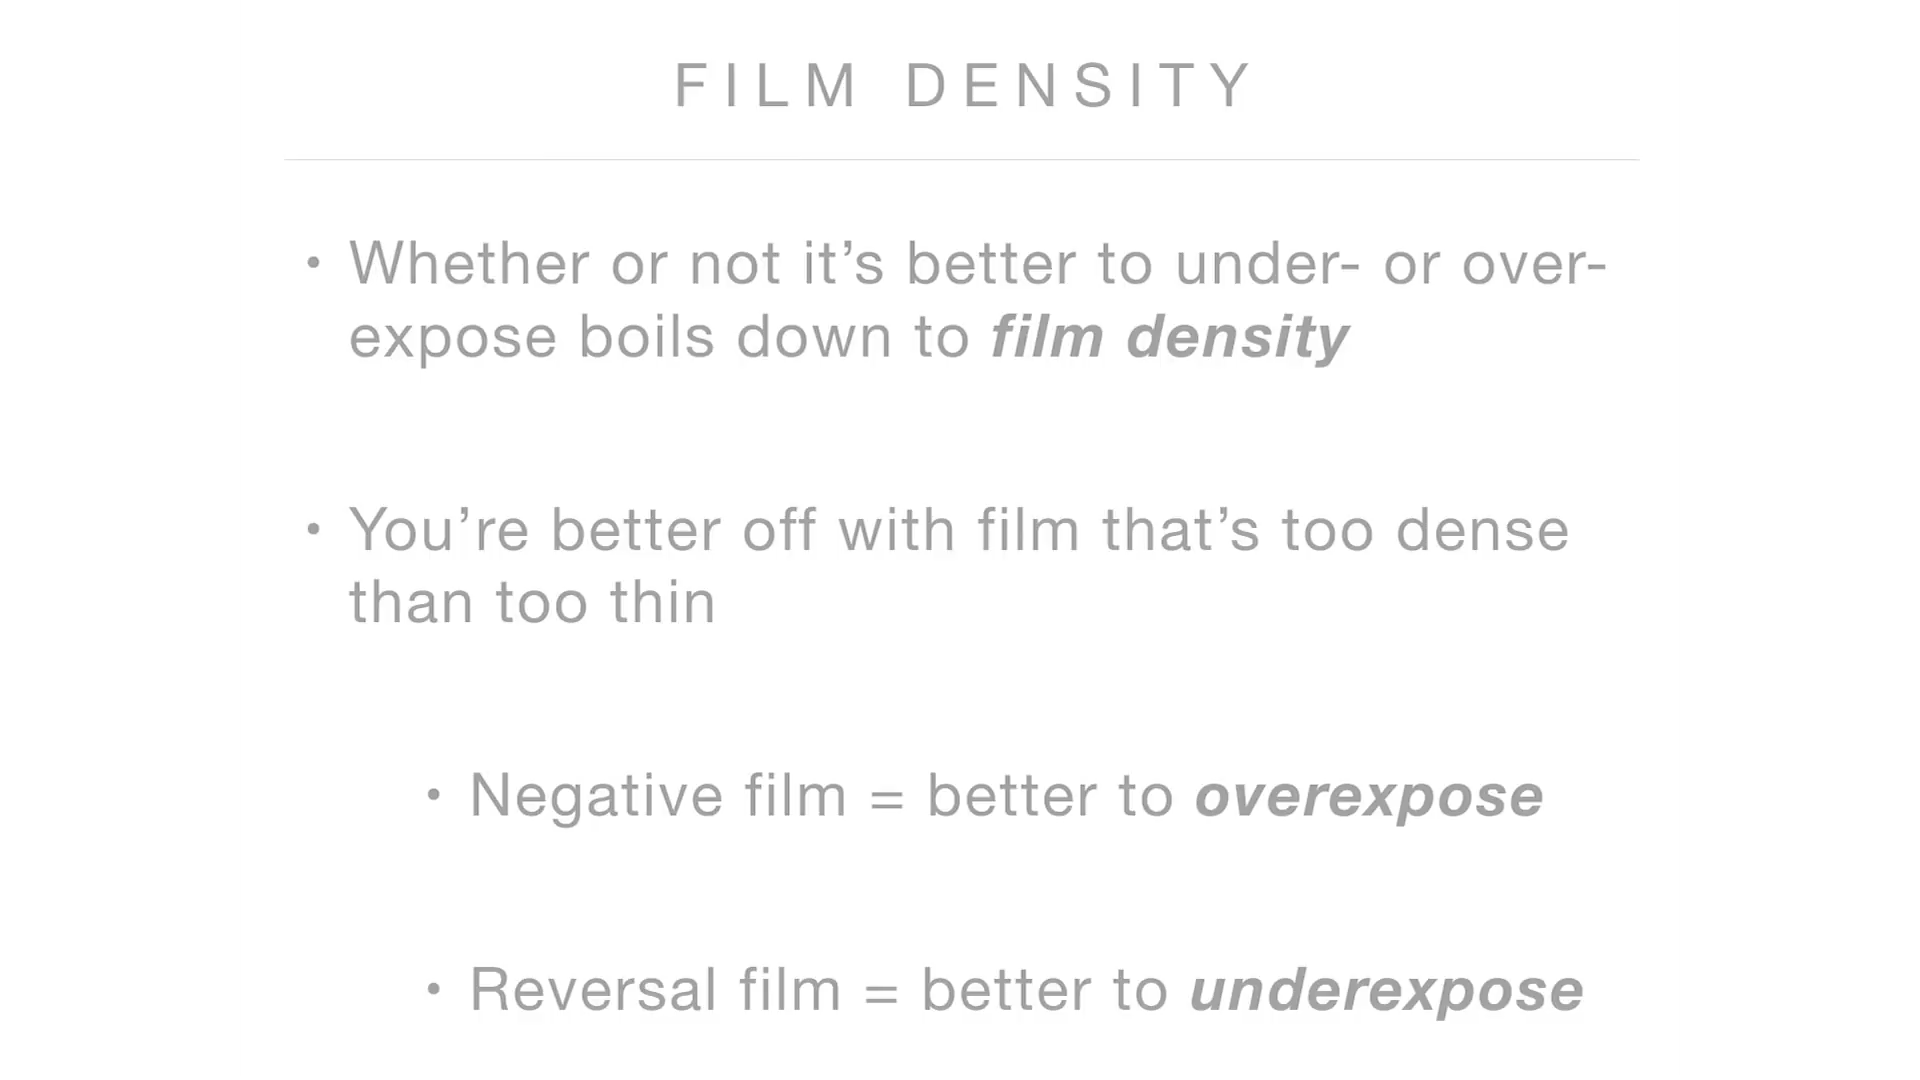 FILM DENSITY
• Whether or not it’s better to under- or over-
expose boils down to film density
• You’re better off with film that’s too dense
than too thin
• Negative film = better to overexpose
• Reversal film = better to underexpose